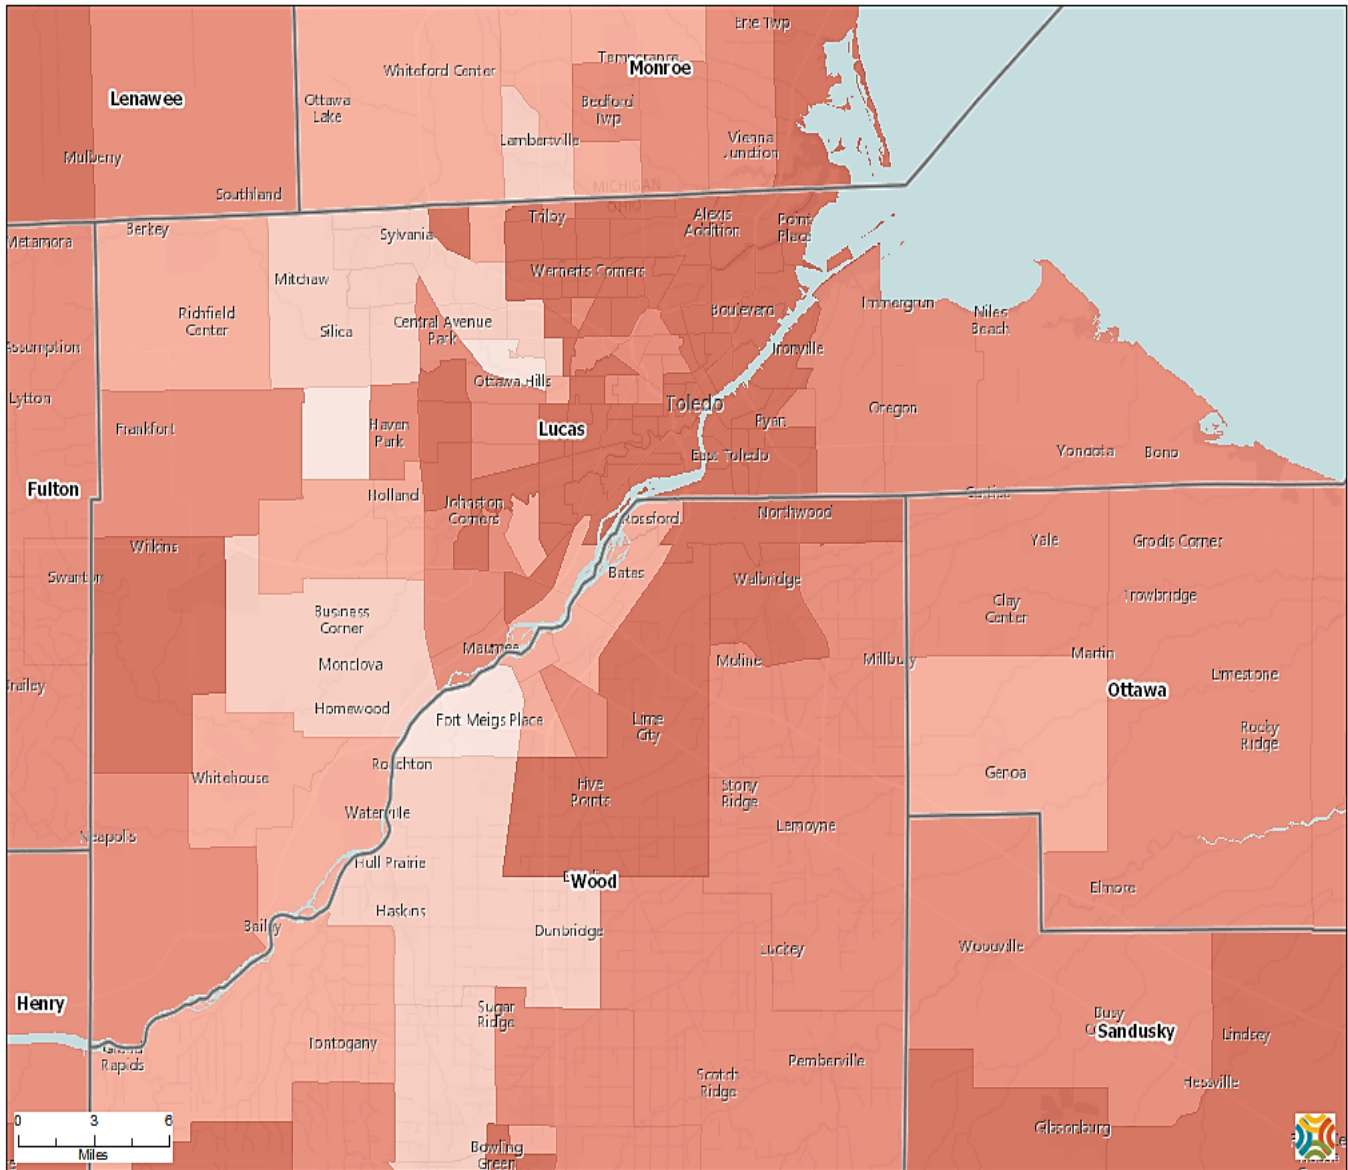 Erie Twp
Temperance
Monroe
Whiteford Center
Lenawee
Ottawa
Lake
Bedford
Twp
Lambertville
Vienna
Junction
Mulberry
Southland
MICHIGAN
OHIO
Metamora
Berkey
Sylvania
Trilby
Alexis
Addition
Point
Place
Mitchaw
Wernerts Corners
Richfield
Center
Silica
Central Avenue
Park
Boulevard
Immergrun
Niles
Beach
Assumption
Ironville
Ottawa Hills
Lytton
Toledo
Oregon
Frankfort
Haven
Park
Lucas
Ryan
East Toledo
Yondota
Bono
Fulton
Holland
Johnston
Corners
Curtice
Rossford
Northwood
Wilkins
Yale
Grodis Corner
Swanton
Bates
Walbridge
Trowbridge
Business
Corner
Clay
Center
Monclova
Maumee
Moline
Millbury
Martin
Limestone
Brailey
Ottawa
Homewood
Fort Meigs Place
Lime
City
Rocky
Ridge
Roachton
Whitehouse
Genoa
Five
Points
Stony
Ridge
Waterville
Lemoyne
Neapolis
Hull Prairie
Wood
Elmore
Haskins
Bailey
Dunbridge
Luckey
Woodville
Henry
Sugar
Ridge
Busy
Sandusky
Lindsey
Tontogany
Grand
Rapids
Pemberville
Scotch
Ridge
Hessville
Gibsonburg
0 3 6
Miles
Bowling
Green